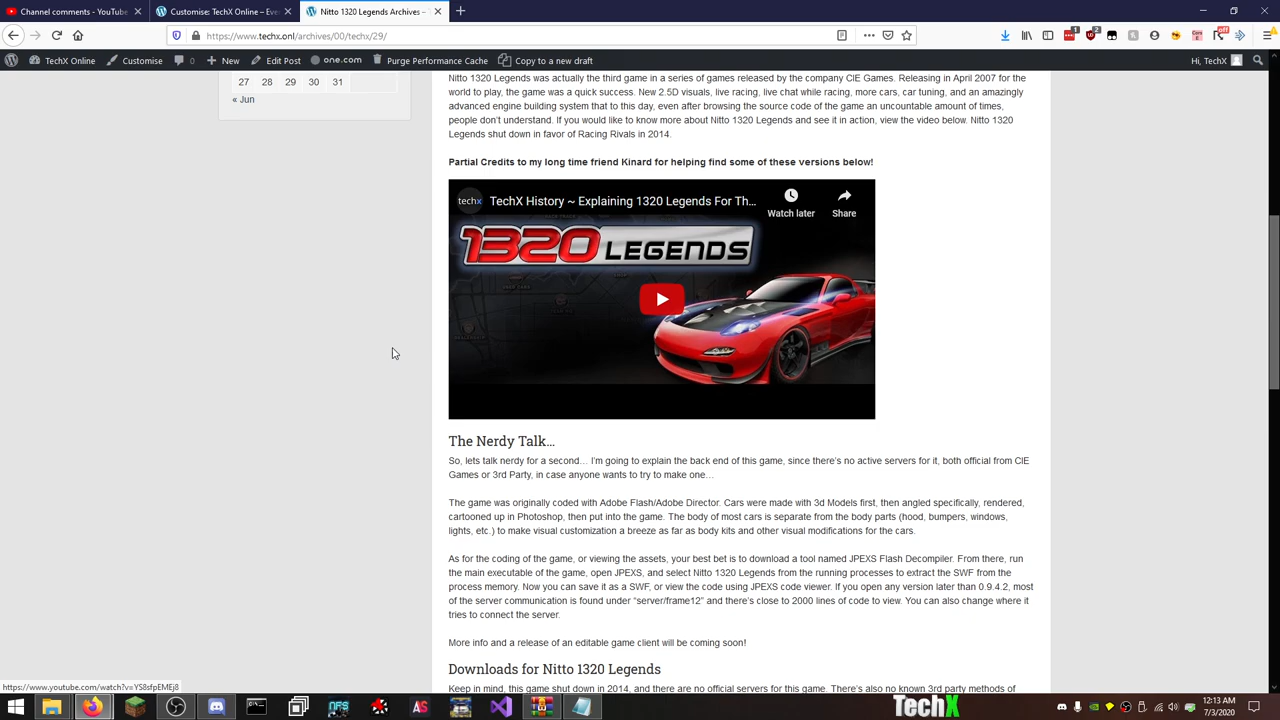 Channel comments - YouTube
Customise: TechX Online – Eve
Nitto 1320 Legends Archives –
https://www.techx.onl/archives/00/techx/29/
TechX Online
Customise
0
New
Edit Post
one.com
Purge Performance Cache
Copy to a new draft
Hi, TechX
27 28 29 30 31
« Jun
Nitto 1320 Legends was actually the third game in a series of games released by the company CIE Games. Releasing in April 2007 for the
world to play, the game was a quick success. New 2.5D visuals, live racing, live chat while racing, more cars, car tuning, and an amazingly
advanced engine building system that to this day, even after browsing the source code of the game an uncountable amount of times,
people don't understand. If you would like to know more about Nitto 1320 Legends and see it in action, view the video below. Nitto 1320
Legends shut down in favor of Racing Rivals in 2014.
Partial Credits to my long time friend Kinard for helping find some of these versions below!
techx
TechX History ~ Explaining 1320 Legends For Th...
Watch later
Share
1320 LEGENDS
The Nerdy Talk...
So, lets talk nerdy for a second... I'm going to explain the back end of this game, since there's no active servers for it, both official from CIE
Games or 3rd Party, in case anyone wants to try to make one...
The game was originally coded with Adobe Flash/Adobe Director. Cars were made with 3d Models first, then angled specifically, rendered,
cartooned up in Photoshop, then put into the game. The body of most cars is separate from the body parts (hood, bumpers, windows,
lights, etc.) to make visual customization a breeze as far as body kits and other visual modifications for the cars.
As for the coding of the game, or viewing the assets, your best bet is to download a tool named JPEXS Flash Decompiler. From there, run
the main executable of the game, open JPEXS, and select Nitto 1320 Legends from the running processes to extract the SWF from the
process memory. Now you can save it as a SWF, or view the code using JPEXS code viewer. If you open any version later than 0.9.4.2, most
of the server communication is found under “server/frame12” and there's close to 2000 lines of code to view. You can also change where it
tries to connect the server.
More info and a release of an editable game client will be coming soon!
Downloads for Nitto 1320 Legends
Keep in mind, this game shut down in 2014, and there are no official servers for this game. There's also no known 3rd party methods of
https://www.youtube.com/watch?v=YS8sfpEMEj8
TechX
12:13 AM
7/3/2020